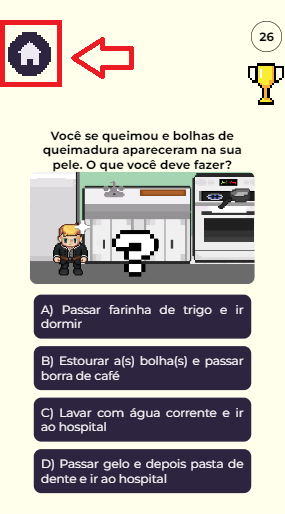 26
Você se queimou e bolhas de
queimadura apareceram na sua
pele. O que você deve fazer?
A) Passar farinha de trigo e ir
dormir
B) Estourar a(s) bolha(s) e passar
borra de café
C) Lavar com água corrente e ir
ao hospital
D) Passar gelo e depois pasta de
dente e ir ao hospital